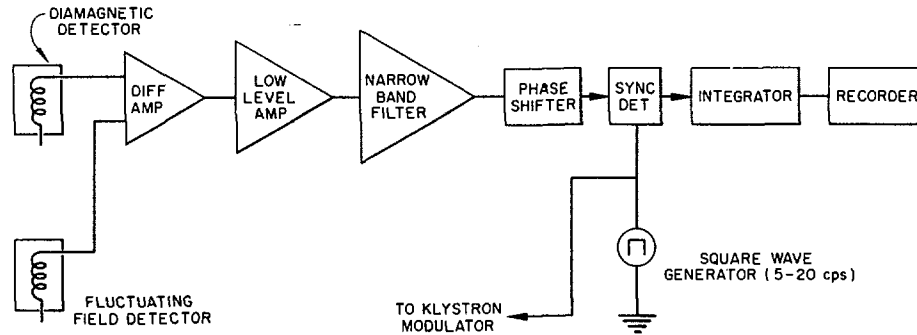 DIAMAGNETIC
DETECTOR
DIFF
AMP
LOW
LEVEL
AMP
NARROW
BAND
FILTER
PHASE
SHIFTER
SYNC
DET
INTEGRATOR
RECORDER
FLUCTUATING
FIELD DETECTOR
SQUARE WAVE
GENERATOR (5-20 cps)
TO KLYSTRON
MODULATOR